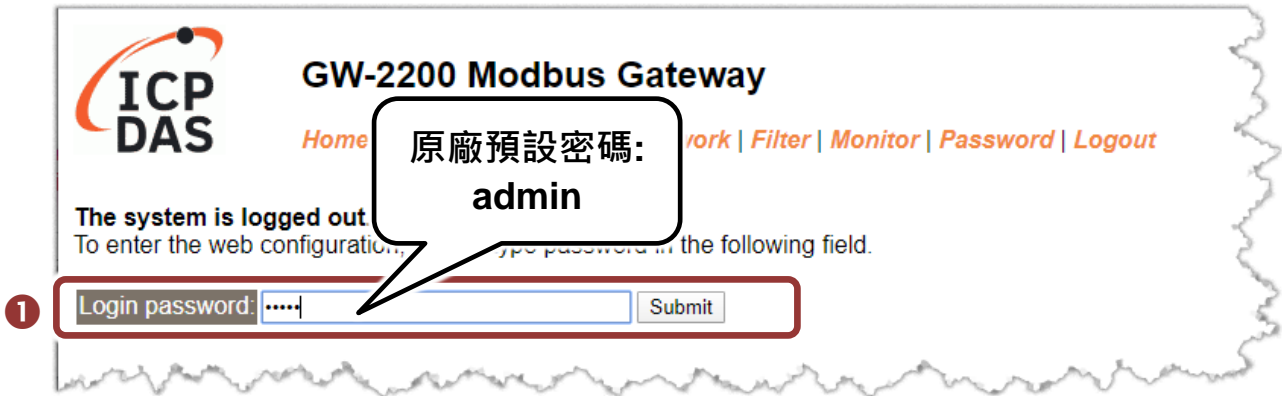 ICP
DAS
GW-2200 Modbus Gateway
Home
work | Filter | Monitor | Password | Logout
原廠預設密碼:
admin
The system is logged out
To enter the web configuration, type password in the following field.
1
Login password: ••••• Submit